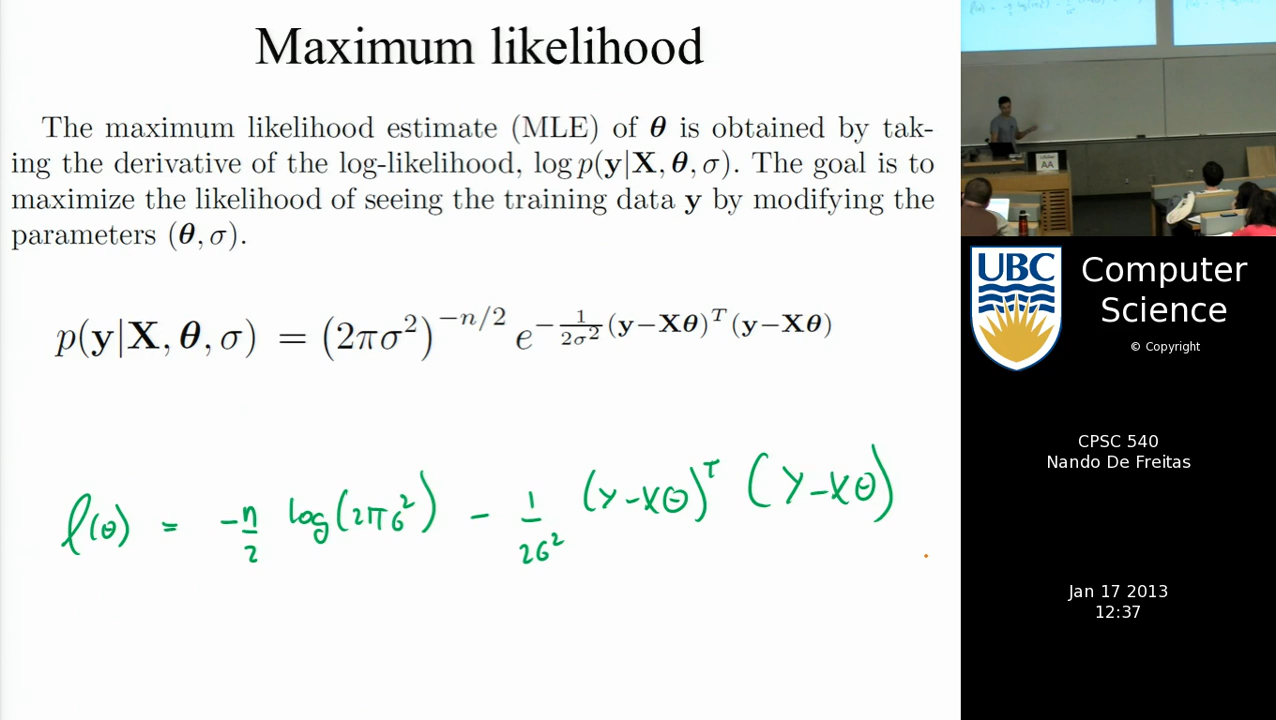 Maximum likelihood
The maximum likelihood estimate (MLE) of θ is obtained by tak-
ing the derivative of the log-likelihood, log p(y|X, θ, σ). The goal is to
maximize the likelihood of seeing the training data y by modifying the
parameters (θ, σ).
p(y|X, θ, σ) = (2πσ²)^{-n/2} e^{-\frac{1}{2σ²}(y−Xθ)^T(y−Xθ)}
ℓ(θ) = -n/2 log(2πσ²) - 1/2σ² (y-Xθ)^T (y-Xθ)
AA
UBC
Computer
Science
© Copyright
CPSC 540
Nando De Freitas
Jan 17 2013
12:37